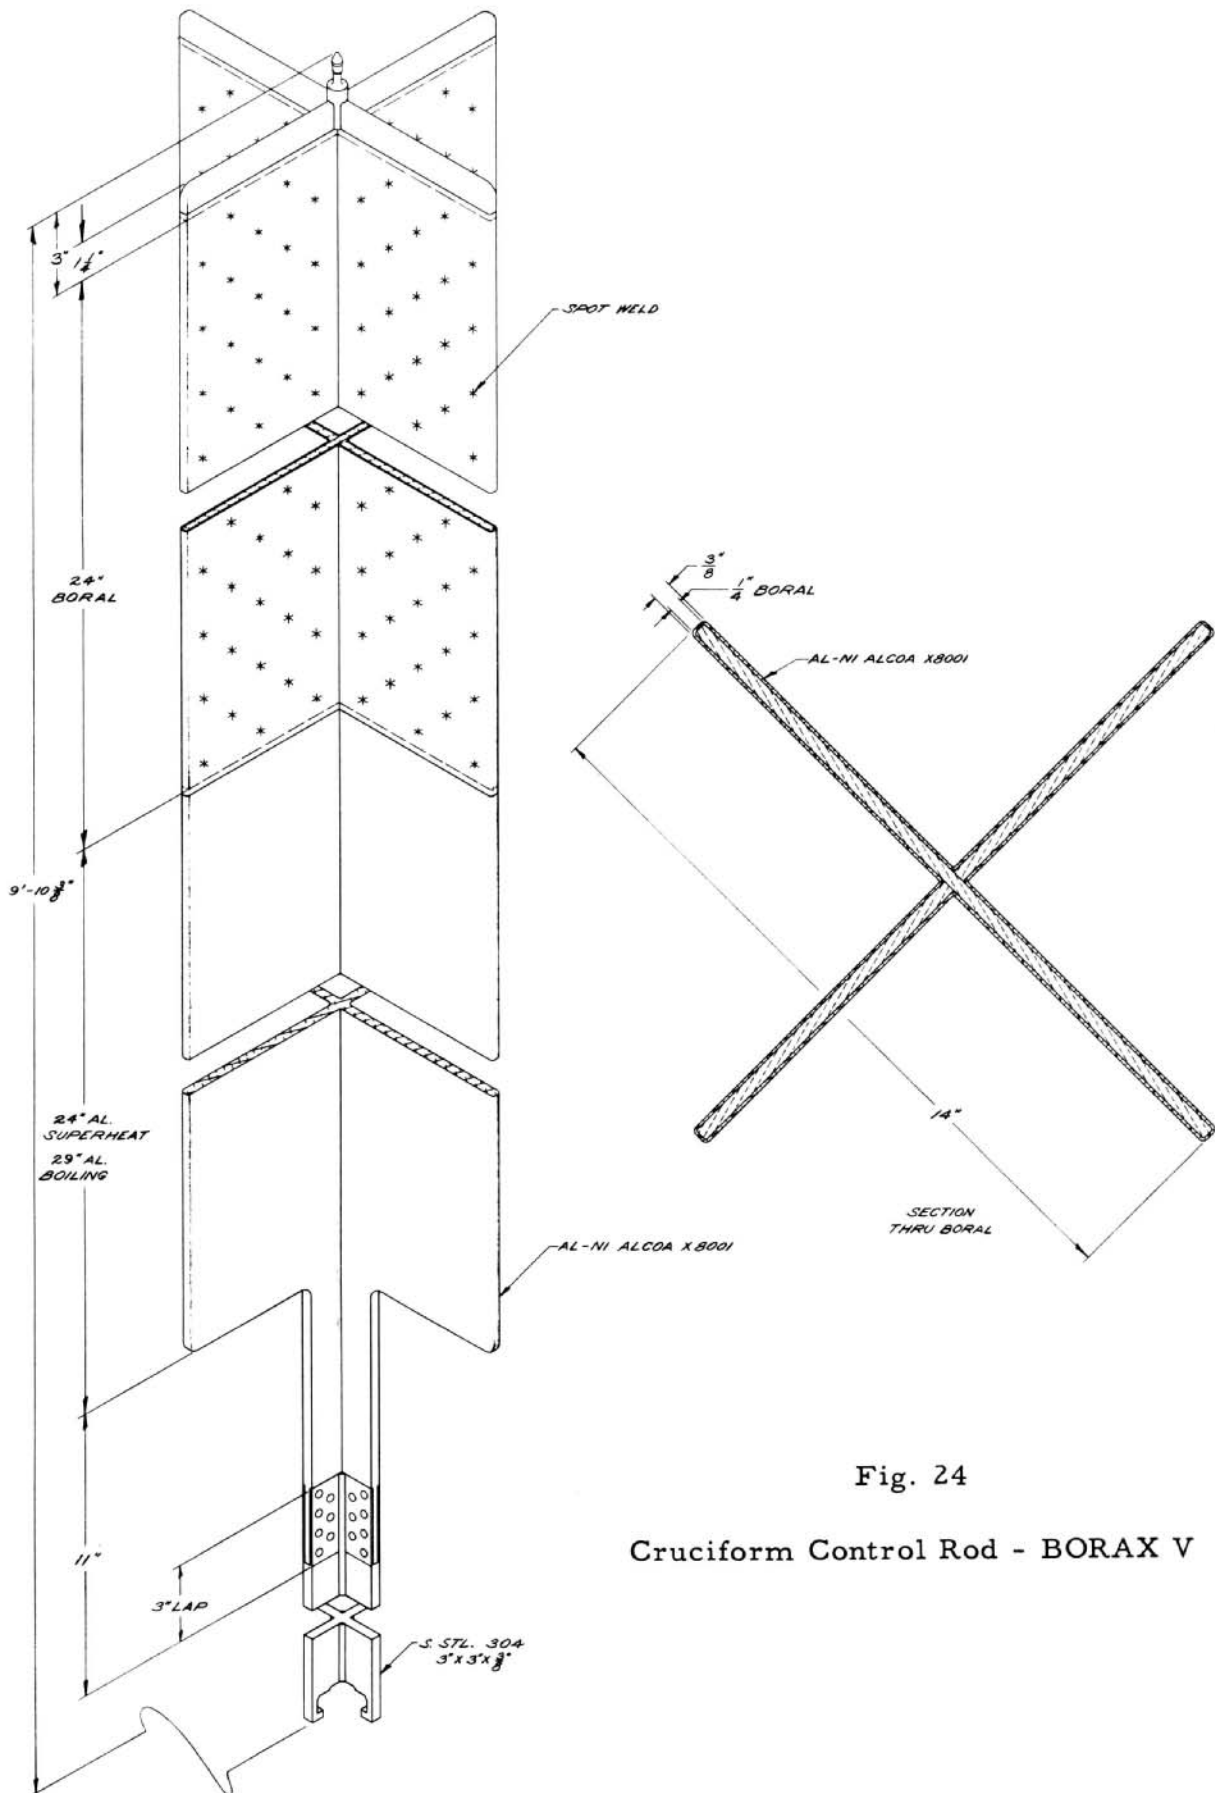 3"
1 1/4"
SPOT WELD
24"
BORAL
3/8"
1/4" BORAL
AL-NI ALCOA X8001
9'-10 3/8"
24" AL.
SUPERHEAT
29" AL.
BOILING
14"
SECTION
THRU BORAL
AL-NI ALCOA X8001
11"
3" LAP
S. STL. 304
3" X 3" X 3/8"
Fig. 24
Cruciform Control Rod - BORAX V